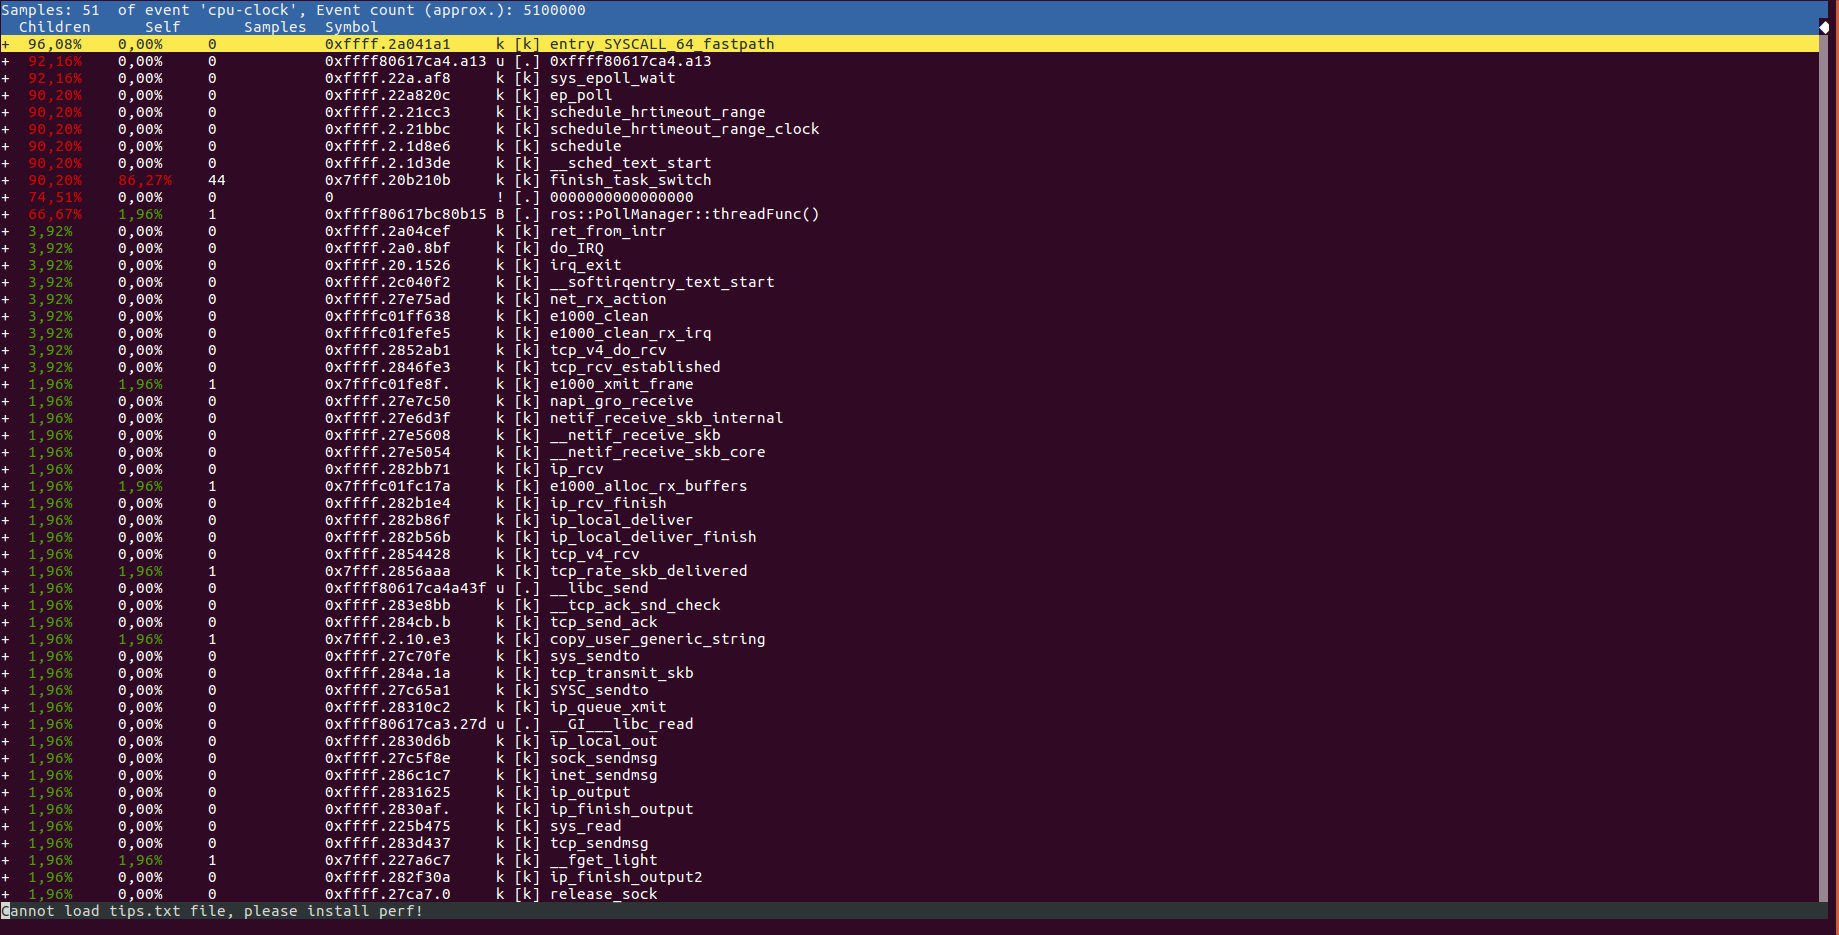 Samples: 51  of event 'cpu-clock', Event count (approx.): 5100000
  Children      Self       Samples  Symbol
+  96,08%    0,00%     0            0xffff.2a041a1     k [k] entry_SYSCALL_64_fastpath
+  92,16%    0,00%     0            0xffff80617ca4.a13 u [.] 0xffff80617ca4.a13
+  92,16%    0,00%     0            0xffff.22a.af8     k [k] sys_epoll_wait
+  90,20%    0,00%     0            0xffff.22a820c     k [k] ep_poll
+  90,20%    0,00%     0            0xffff.2.21cc3     k [k] schedule_hrtimeout_range
+  90,20%    0,00%     0            0xffff.2.21bbc     k [k] schedule_hrtimeout_range_clock
+  90,20%    0,00%     0            0xffff.2.1d8e6     k [k] schedule
+  90,20%    0,00%     0            0xffff.2.1d3de     k [k] __sched_text_start
+  90,20%    86,27%    44           0x7fff.20b210b     k [k] finish_task_switch
+  74,51%    0,00%     0            0                  ! [.] 0000000000000000
+  66,67%    1,96%     1            0xffff80617bc80b15 B [.] ros::PollManager::threadFunc()
+  3,92%     0,00%     0            0xffff.2a04cef     k [k] ret_from_intr
+  3,92%     0,00%     0            0xffff.2a0.8bf     k [k] do_IRQ
+  3,92%     0,00%     0            0xffff.20.1526     k [k] irq_exit
+  3,92%     0,00%     0            0xffff.2c040f2     k [k] __softirqentry_text_start
+  3,92%     0,00%     0            0xffff.27e75ad     k [k] net_rx_action
+  3,92%     0,00%     0            0xffffc01ff638     k [k] e1000_clean
+  3,92%     0,00%     0            0xffffc01fefe5     k [k] e1000_clean_rx_irq
+  3,92%     0,00%     0            0xffff.2852ab1     k [k] tcp_v4_do_rcv
+  3,92%     0,00%     0            0xffff.2846fe3     k [k] tcp_rcv_established
+  1,96%     1,96%     1            0x7fffc01fe8f.     k [k] e1000_xmit_frame
+  1,96%     0,00%     0            0xffff.27e7c50     k [k] napi_gro_receive
+  1,96%     0,00%     0            0xffff.27e6d3f     k [k] netif_receive_skb_internal
+  1,96%     0,00%     0            0xffff.27e5608     k [k] __netif_receive_skb
+  1,96%     0,00%     0            0xffff.27e5054     k [k] __netif_receive_skb_core
+  1,96%     0,00%     0            0xffff.282bb71     k [k] ip_rcv
+  1,96%     1,96%     1            0x7fffc01fc17a     k [k] e1000_alloc_rx_buffers
+  1,96%     0,00%     0            0xffff.282b1e4     k [k] ip_rcv_finish
+  1,96%     0,00%     0            0xffff.282b86f     k [k] ip_local_deliver
+  1,96%     0,00%     0            0xffff.282b56b     k [k] ip_local_deliver_finish
+  1,96%     0,00%     0            0xffff.2854428     k [k] tcp_v4_rcv
+  1,96%     1,96%     1            0x7fff.2856aaa     k [k] tcp_rate_skb_delivered
+  1,96%     0,00%     0            0xffff80617ca4a43f u [.] __libc_send
+  1,96%     0,00%     0            0xffff.283e8bb     k [k] __tcp_ack_snd_check
+  1,96%     0,00%     0            0xffff.284cb.b     k [k] tcp_send_ack
+  1,96%     1,96%     1            0x7fff.2.10.e3     k [k] copy_user_generic_string
+  1,96%     0,00%     0            0xffff.27c70fe     k [k] sys_sendto
+  1,96%     0,00%     0            0xffff.284a.1a     k [k] tcp_transmit_skb
+  1,96%     0,00%     0            0xffff.27c65a1     k [k] SYSC_sendto
+  1,96%     0,00%     0            0xffff.28310c2     k [k] ip_queue_xmit
+  1,96%     0,00%     0            0xffff80617ca3.27d u [.] __GI___libc_read
+  1,96%     0,00%     0            0xffff.2830d6b     k [k] ip_local_out
+  1,96%     0,00%     0            0xffff.27c5f8e     k [k] sock_sendmsg
+  1,96%     0,00%     0            0xffff.286c1c7     k [k] inet_sendmsg
+  1,96%     0,00%     0            0xffff.2831625     k [k] ip_output
+  1,96%     0,00%     0            0xffff.2830af.     k [k] ip_finish_output
+  1,96%     0,00%     0            0xffff.225b475     k [k] sys_read
+  1,96%     0,00%     0            0xffff.283d437     k [k] tcp_sendmsg
+  1,96%     1,96%     1            0x7fff.227a6c7     k [k] __fget_light
+  1,96%     0,00%     0            0xffff.282f30a     k [k] ip_finish_output2
+  1,96%     0,00%     0            0xffff.27ca7.0     k [k] release_sock
Cannot load tips.txt file, please install perf!